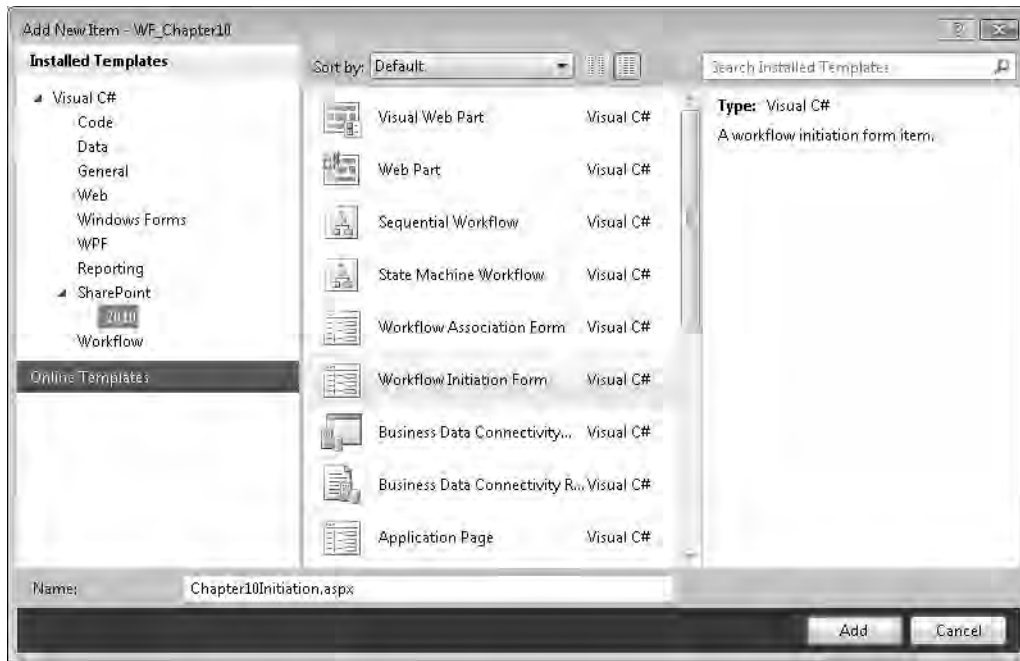 Add New Item - WF_Chapter10
Installed Templates
Visual C#
Code
Data
General
Web
Windows Forms
WPF
Reporting
SharePoint
2010
Workflow
Online Templates
Sort by: Default
Visual Web Part Visual C#
Web Part Visual C#
Sequential Workflow Visual C#
State Machine Workflow Visual C#
Workflow Association Form Visual C#
Workflow Initiation Form Visual C#
Business Data Connectivity... Visual C#
Business Data Connectivity R... Visual C#
Application Page Visual C#
Search Installed Templates
Type: Visual C#
A workflow initiation form item.
Name: Chapter10Initiation.aspx
Add Cancel